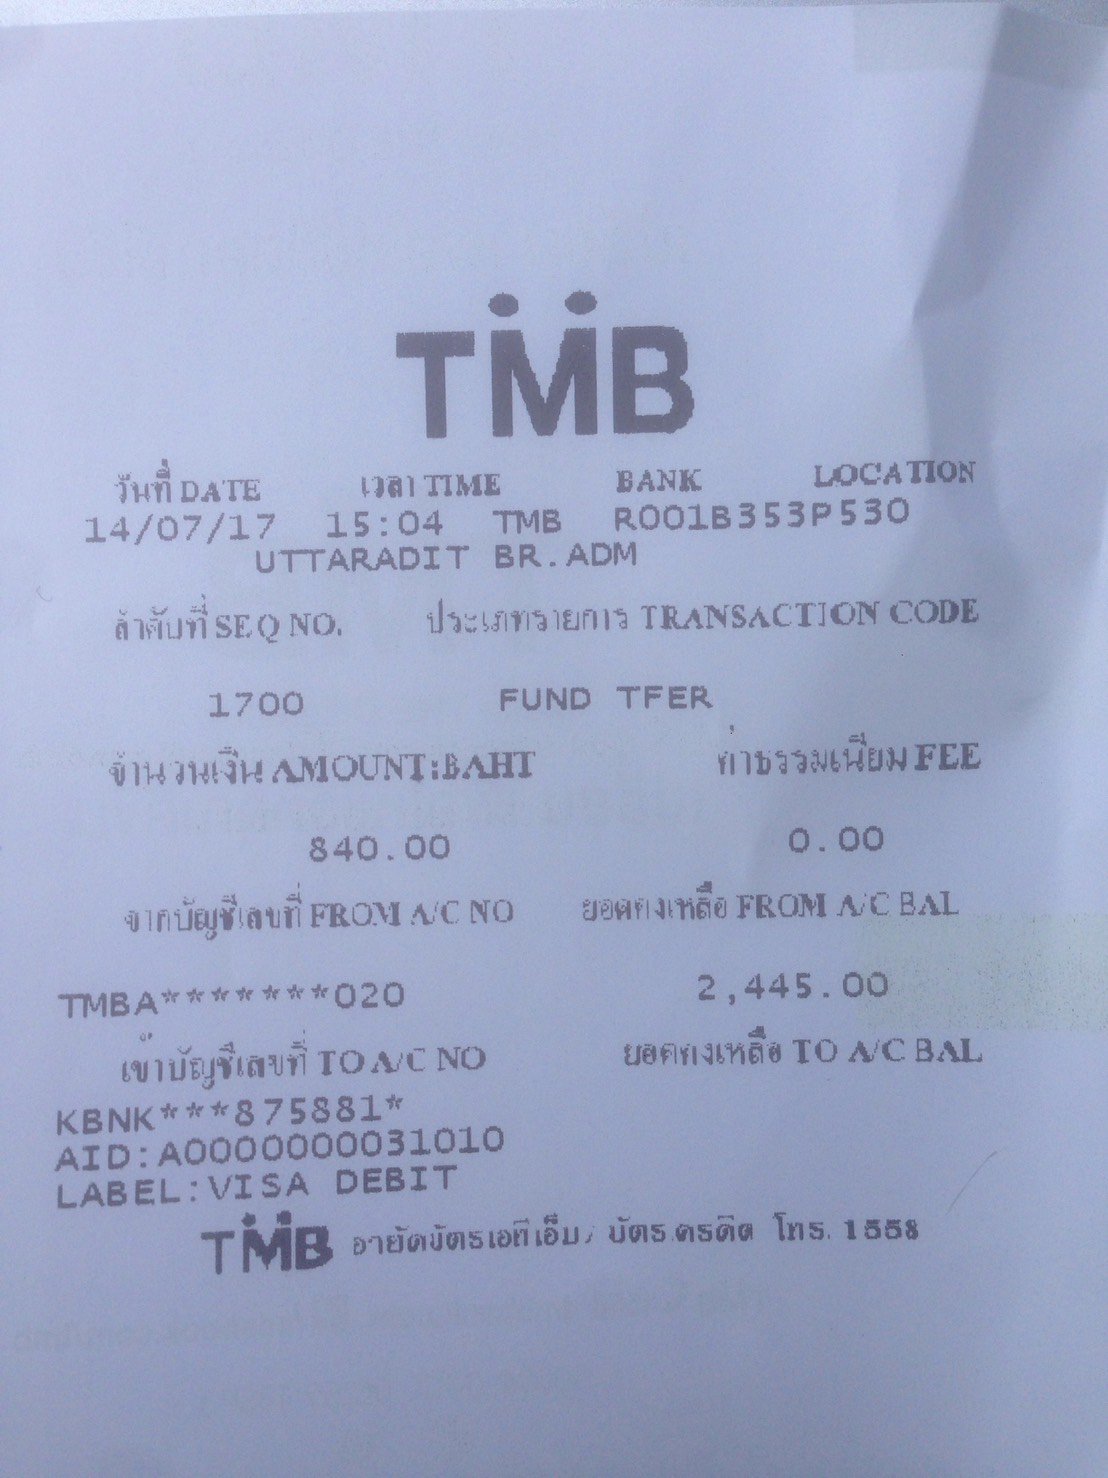 TMB
วันที่ DATE เวลา TIME BANK LOCATION
14/07/17 15:04 TMB R001B353P530
UTTARADIT BR.ADM
ลำดับที่ SEQ NO. ประเภทรายการ TRANSACTION CODE
1700 FUND TFER
จำนวนเงิน AMOUNT:BAHT ค่าธรรมเนียม FEE
840.00 0.00
จากบัญชีเลขที่ FROM A/C NO ยอดคงเหลือ FROM A/C BAL
TMBA*******020 2,445.00
เข้าบัญชีเลขที่ TO A/C NO ยอดคงเหลือ TO A/C BAL
KBNK***875881*
AID:A0000000031010
LABEL:VISA DEBIT
TMB อายัดบัตรเอทีเอ็ม/ บัตรเครดิต โทร. 1558